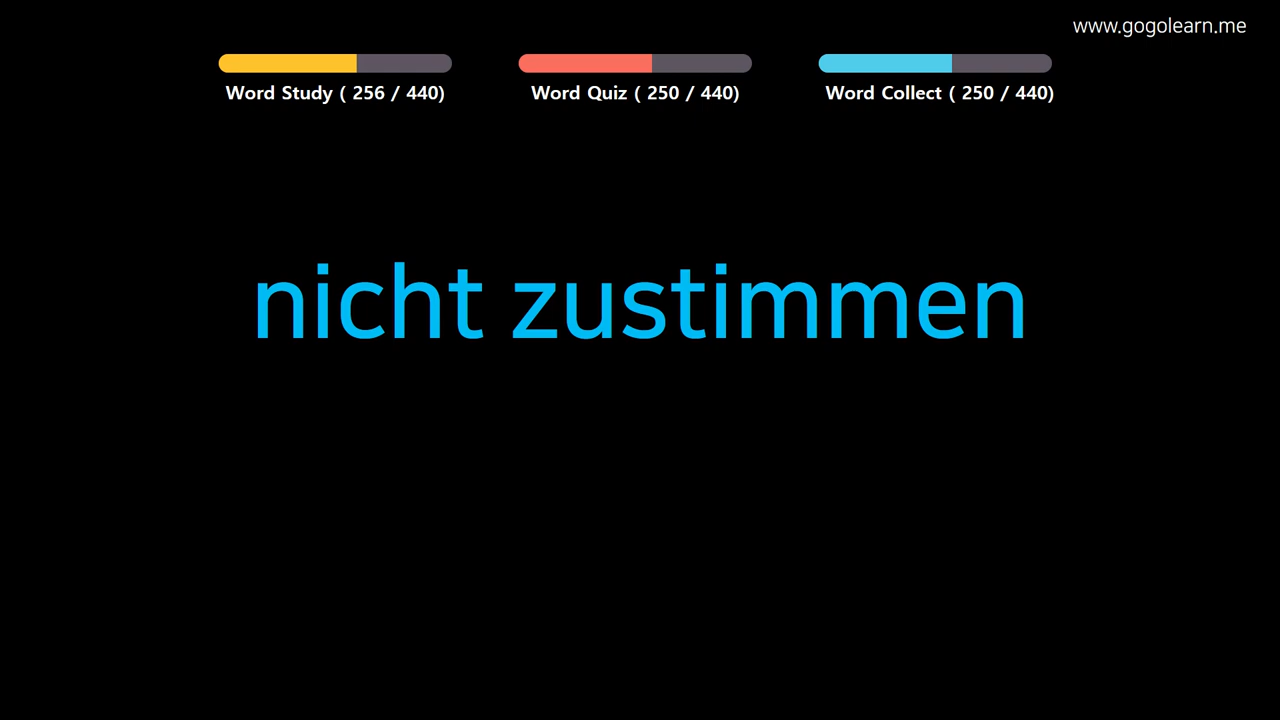 www.gogolearn.me
Word Study ( 256 / 440)
Word Quiz ( 250 / 440)
Word Collect ( 250 / 440)
nicht zustimmen